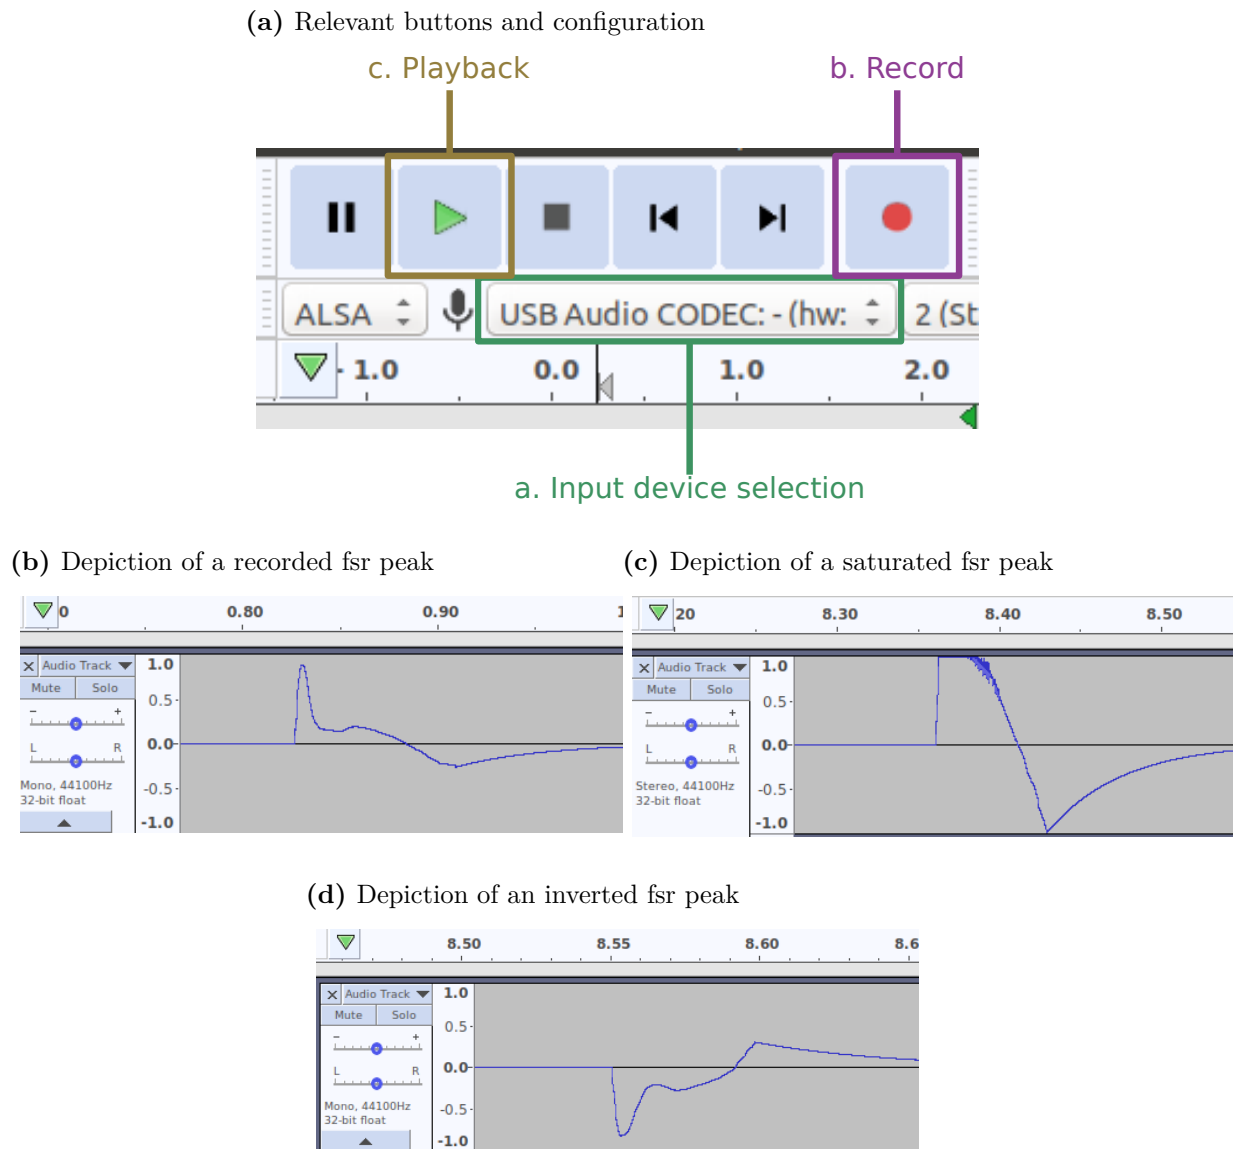 (a) Relevant buttons and configuration
c. Playback
b. Record
ALSA
USB Audio CODEC: - (hw:
2 (St
- 1.0 0.0 1.0 2.0
a. Input device selection
(b) Depiction of a recorded fsr peak
0 0.80 0.90 1
Audio Track
Mute Solo
- +
L R
Mono, 44100Hz
32-bit float
1.0
0.5
0.0
-0.5
-1.0
(c) Depiction of a saturated fsr peak
20 8.30 8.40 8.50
Audio Track
Mute Solo
- +
L R
Stereo, 44100Hz
32-bit float
1.0
0.5
0.0
-0.5
-1.0
(d) Depiction of an inverted fsr peak
8.50 8.55 8.60 8.6
Audio Track
Mute Solo
- +
L R
Mono, 44100Hz
32-bit float
1.0
0.5
0.0
-0.5
-1.0